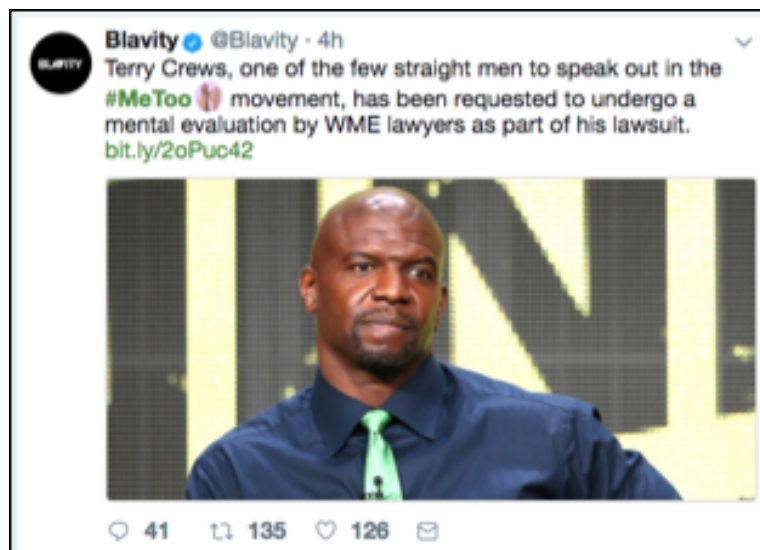 BLAVITY
Blavity @Blavity · 4h
Terry Crews, one of the few straight men to speak out in the
#MeToo movement, has been requested to undergo a
mental evaluation by WME lawyers as part of his lawsuit.
bit.ly/2oPuc42
41 135 126